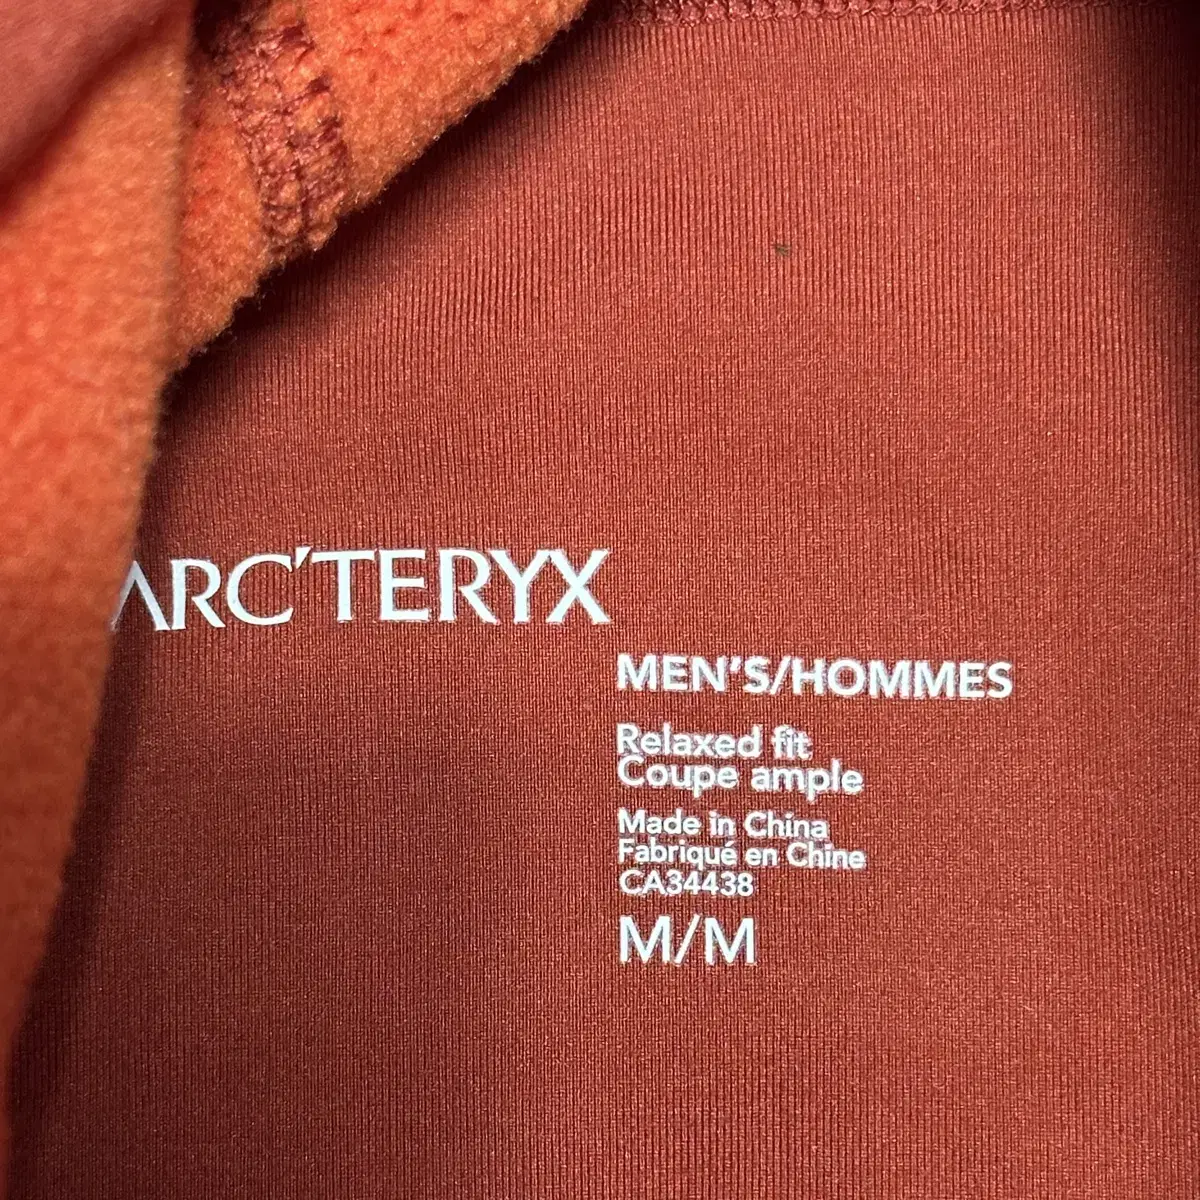 ARC'TERYX
MEN'S/HOMMES
Relaxed fit
Coupe ample
Made in China
Fabriqué en Chine
CA34438
M/M